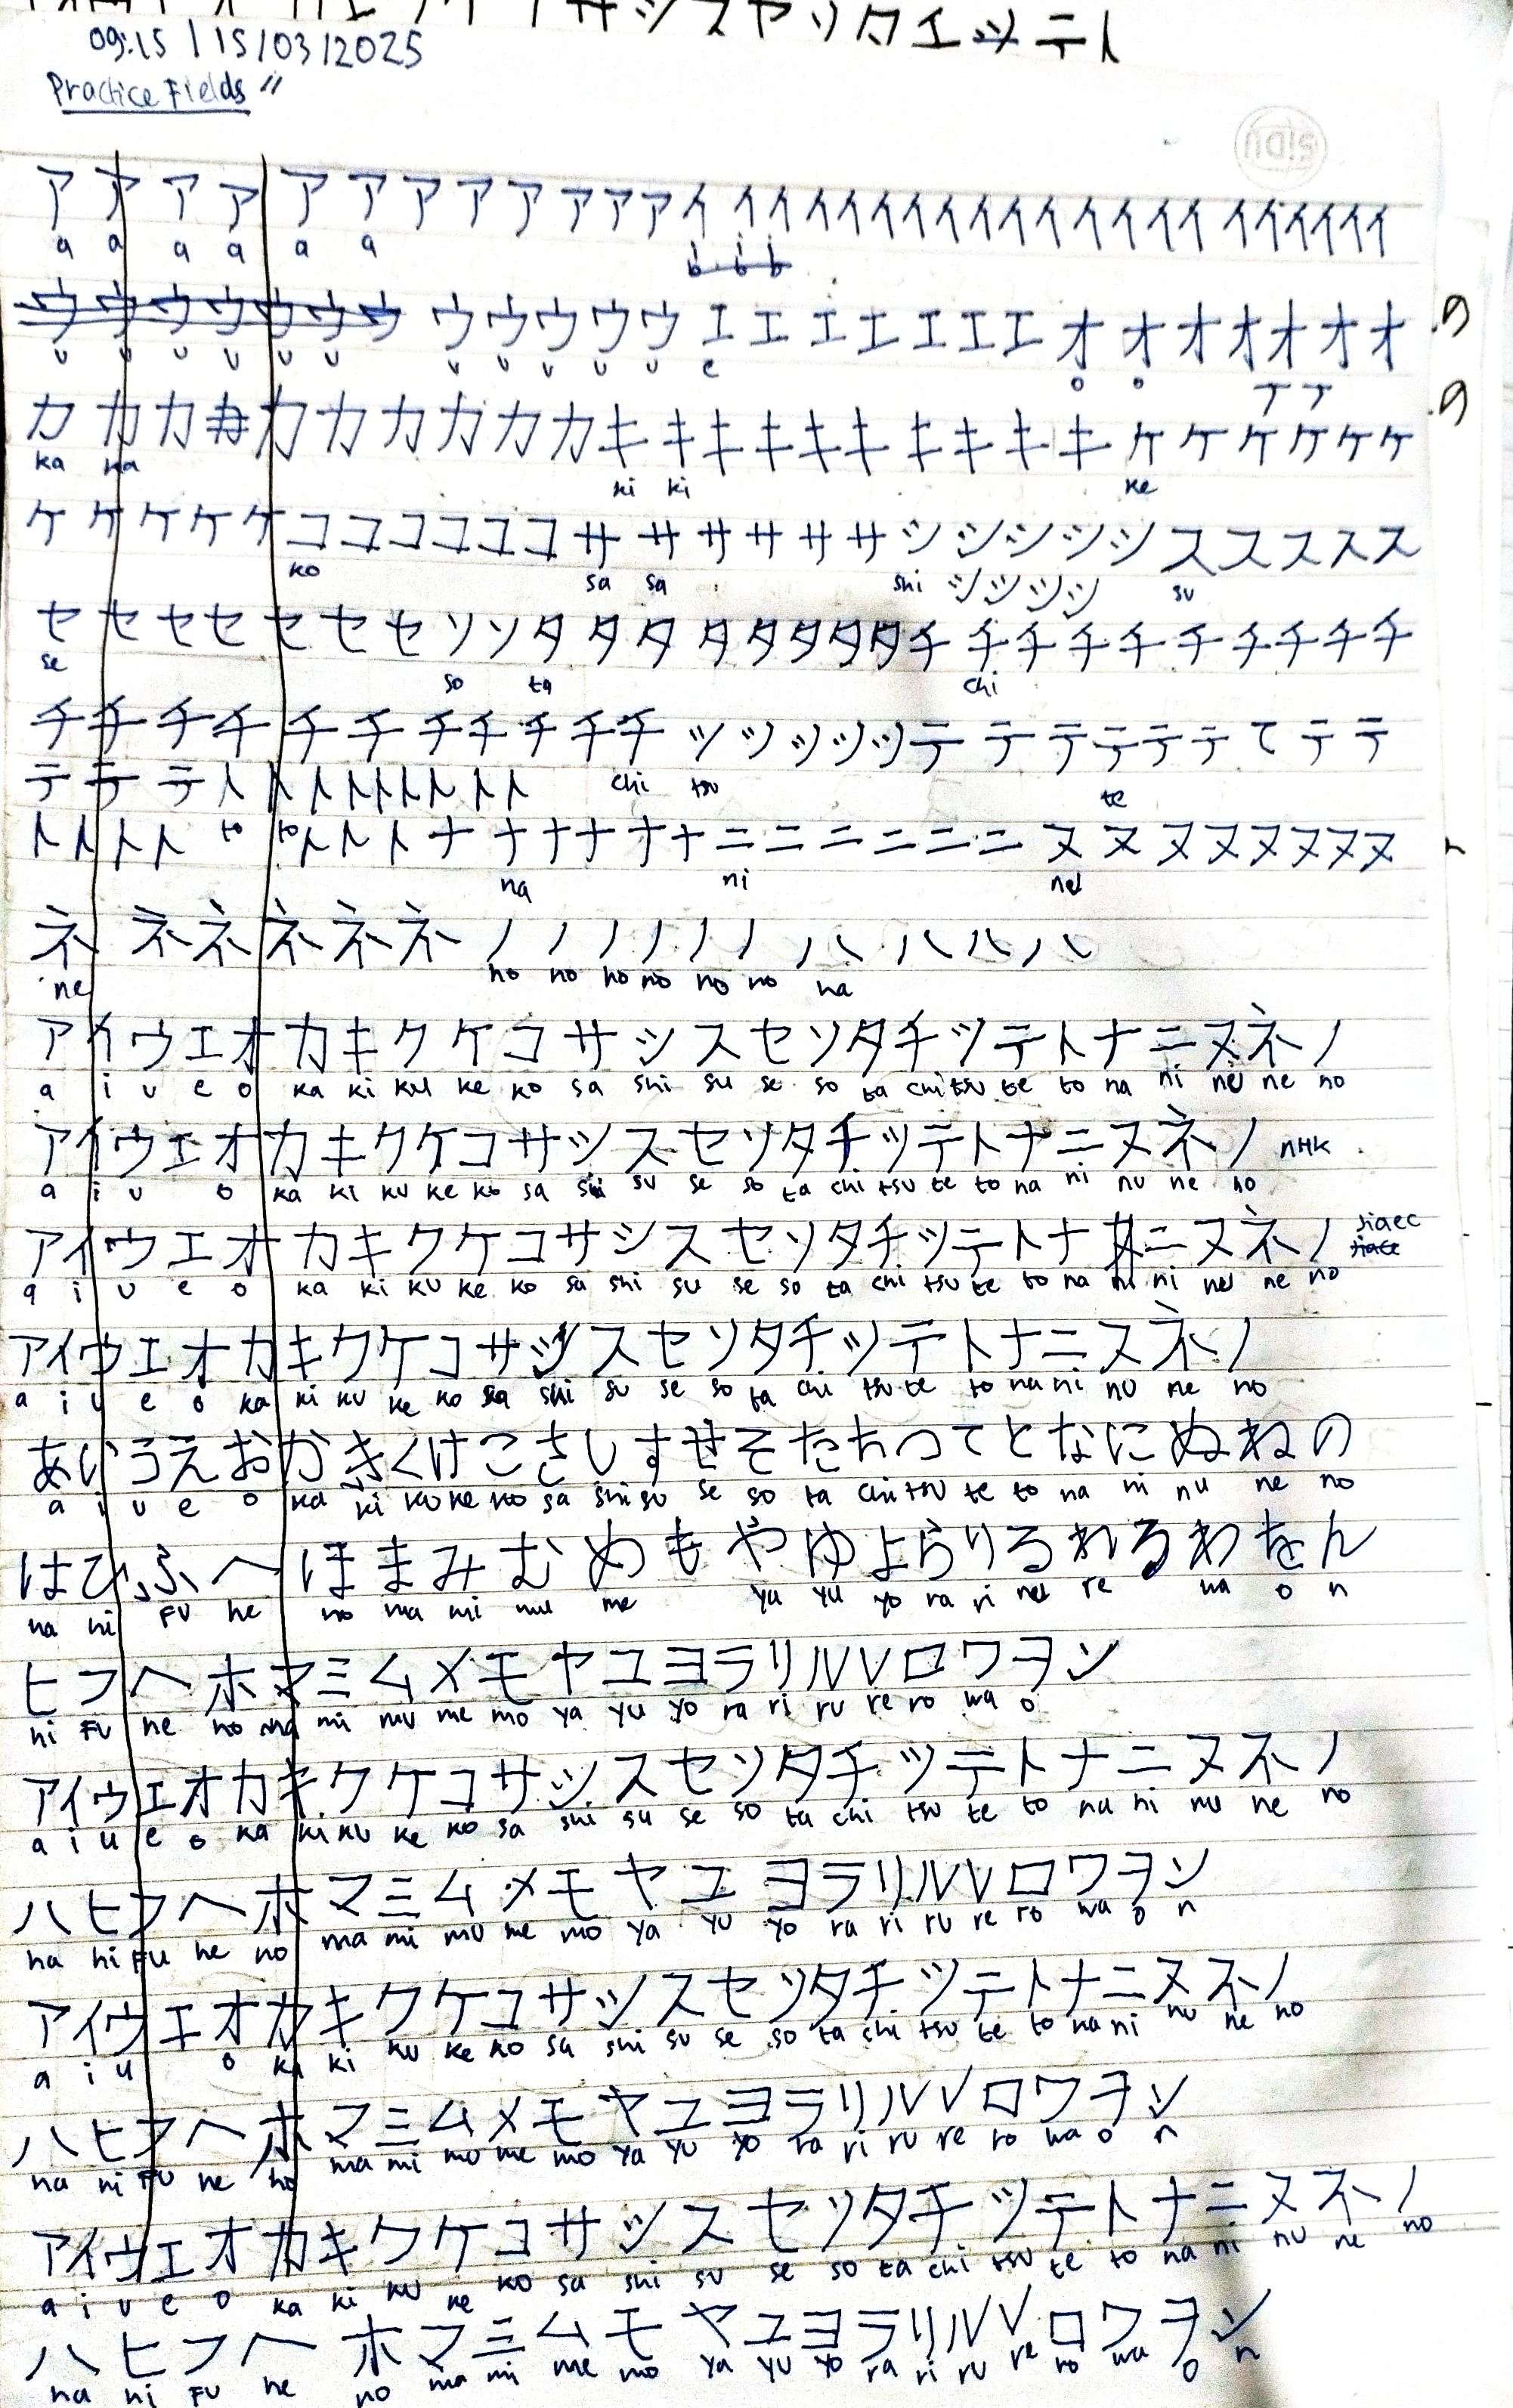 サシスヤソタエツテト
09:15 | 15/03/2025
Practice Fields "
sidu
アアアアアアアアアアアアイイイイイイイイイイイイイイイイイイイ
a a a a a a i i i
ウウウウウウウ ウウウウウエエエエエエエオオオオオオオ
u u u u u u u u u u u e o o
アア
カカカキカカカカカカキキキキキキキキキキケケケケケケ
ka ka ki ki ke
ケケケケケコココココココササササササシシシシシススススス
ko sa sa shi シシシシ su
セセセセセセセソソタタタタタタタタチチチチチチチチチチ
se so ta chi
チチチチチチチチチチチツツツツツテテテテテテてテテ
テテテトトトトトトトトト chi tsu te
トトトト to to トトトナナナナナナニニニニニニヌヌヌヌヌヌヌヌ
na ni nu
ネネネネネネノノノノノノハハハハ
ne no no no no no no ha
アイウエオカキクケコサシスセソタチツテトナニヌネノ
a i u e o ka ki ku ke ko sa shi su se so ta chi tsu te to na ni nu ne no
アイウエオカキクケコサシスセソタチツテトナニヌネノ NHK
a i u o ka ki ku ke ko sa shi su se so ta chi tsu te to na ni nu ne no
アイウエオカキクケコサシスセソタチツテトナニヌネノ siaec
a i u e o ka ki ku ke ko sa shi su se so ta chi tsu te to na ni ni nu ne no
アイウエオカキクケコサシスセソタチツテトナニヌネノ
a i u e o ka ki ku ke ko sa shi su se so ta chi tsu te to na ni nu ne no
あいうえおかきくけこさしすせそたちつてとなにぬねの
a i u e o ka ki ku ke ko sa shi su se so ta chi tsu te to na ni nu ne no
はひふへほまみむめもやゆよらりるれるわをん
ha hi fu he ho ma mi mu me ya yu yo ra ri ru re wa o n
ヒフヘホマミムメモヤユヨラリルレロワヲン
hi fu he ho ma mi mu me mo ya yu yo ra ri ru re ro wa o
アイウエオカキクケコサシスセソタチツテトナニヌネノ
a i u e o ka ki ku ke ko sa shi su se so ta chi tsu te to na ni nu ne no
ハヒフヘホマミムメモヤユヨラリルレロワヲン
ha hi fu he ho ma mi mu me mo ya yu yo ra ri ru re ro wa o n
アイウエオカキクケコサシスセソタチツテトナニヌネノ
a i u o ka ki ku ke ko sa shi su se so ta chi tsu te to na ni nu ne no
ハヒフヘホマミムメモヤユヨラリルレロワヲン
ha hi fu he ho ma mi mu me mo ya yu yo ra ri ru re ro wa o n
アイウエオカキクケコサシスセソタチツテトナニヌネノ
a i u e o ka ki ku ke ko sa shi su se so ta chi tsu te to na ni nu ne no
ハヒフヘホマミムモヤユヨラリルレロワヲン
ha hi fu he ho ma mi me mo ya yu yo ra ri ru re ro wa o n